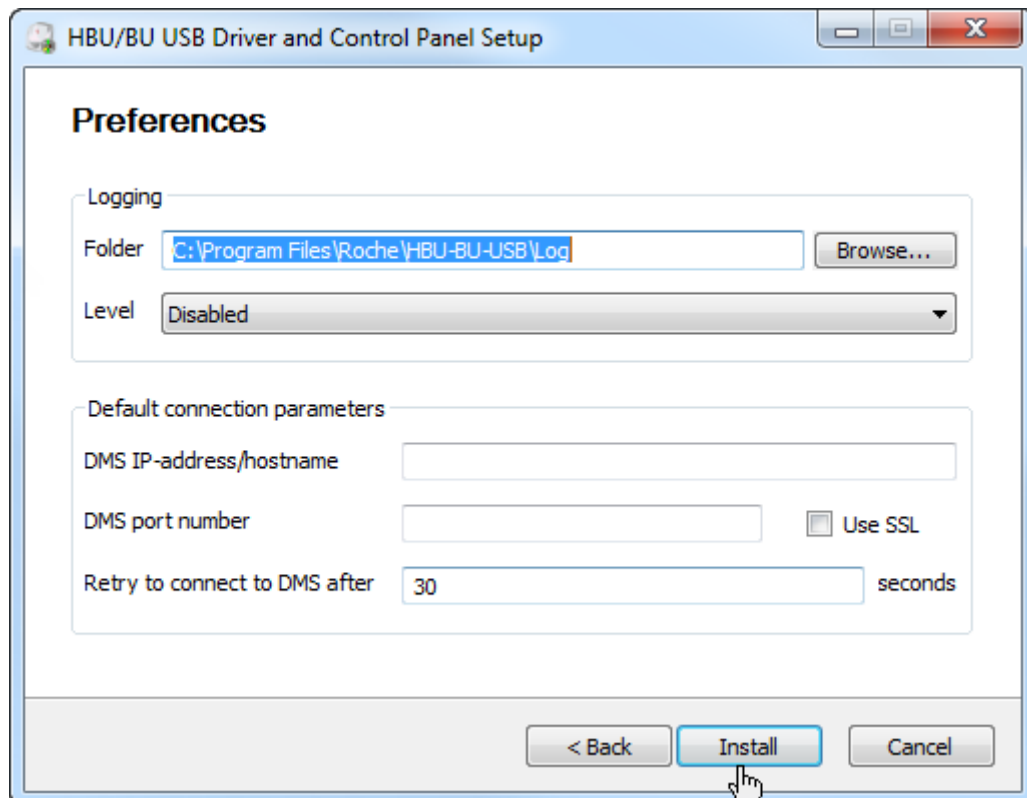 HBU/BU USB Driver and Control Panel Setup
Preferences
Logging
Folder C:\Program Files\Roche\HBU-BU-USB\Log Browse...
Level Disabled
Default connection parameters
DMS IP-address/hostname
DMS port number Use SSL
Retry to connect to DMS after 30 seconds
< Back Install Cancel